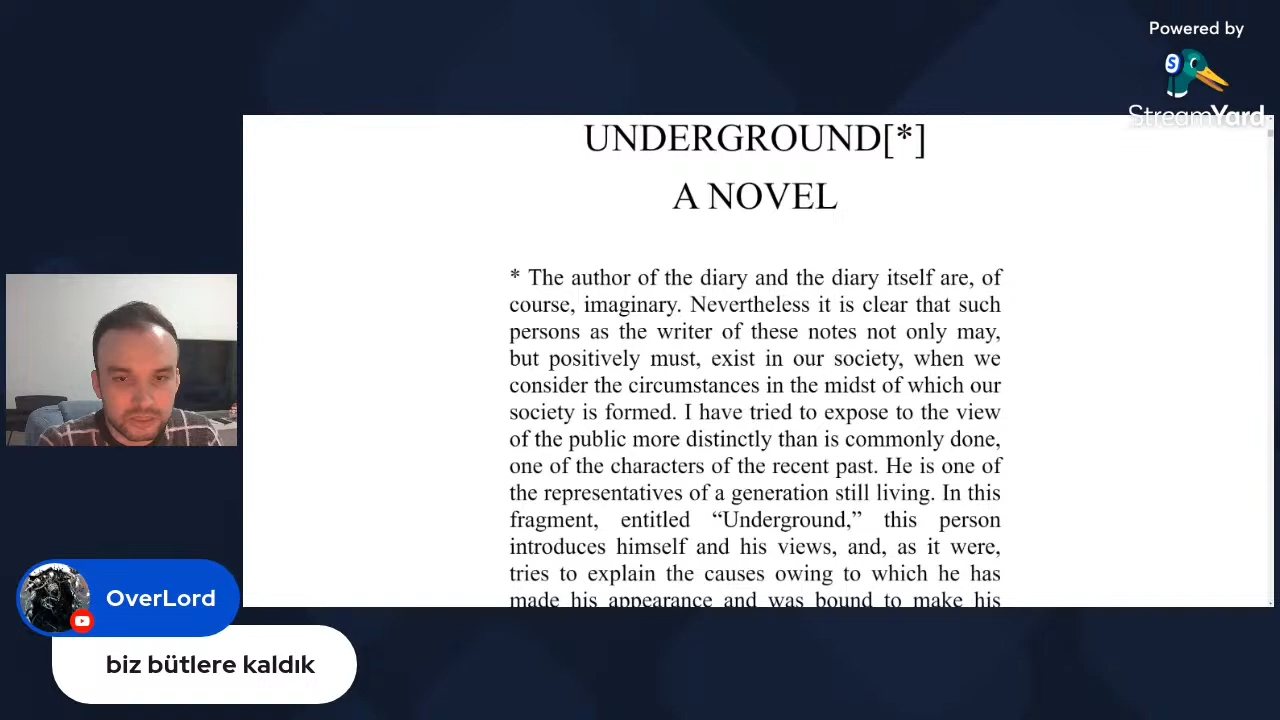 Powered by
S
StreamYard
UNDERGROUND[*]
A NOVEL
* The author of the diary and the diary itself are, of
course, imaginary. Nevertheless it is clear that such
persons as the writer of these notes not only may,
but positively must, exist in our society, when we
consider the circumstances in the midst of which our
society is formed. I have tried to expose to the view
of the public more distinctly than is commonly done,
one of the characters of the recent past. He is one of
the representatives of a generation still living. In this
fragment, entitled “Underground,” this person
introduces himself and his views, and, as it were,
tries to explain the causes owing to which he has
made his appearance and was bound to make his
OverLord
biz bütlere kaldık